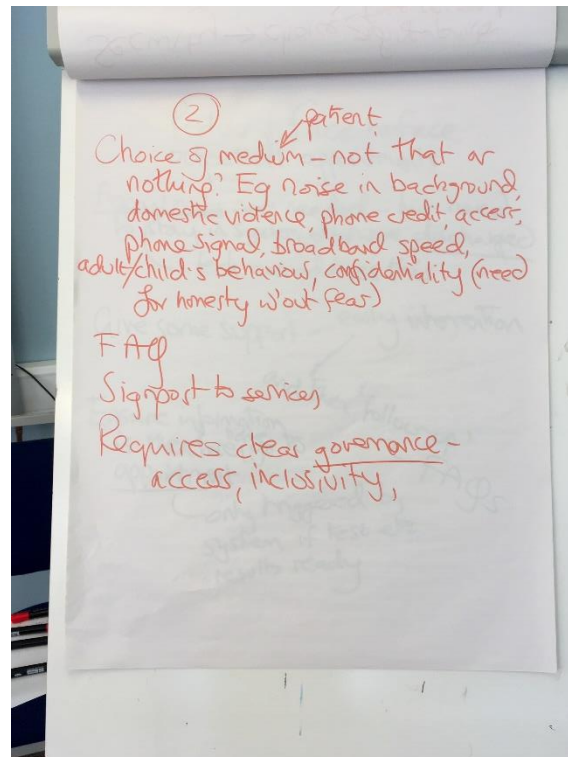 2
patient
Choice of medium - not that or
nothing? Eg noise in background,
domestic violence, phone credit, access,
phone signal, broadband speed,
adult/child's behaviour, confidentiality (need
for honesty w'out fear)
FAQ
Signpost to services
Requires clear governance -
access, inclusivity,